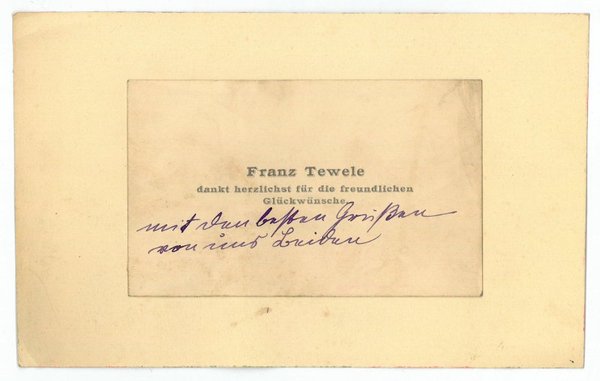 Franz Tewele
dankt herzlichst für die freundlichen
Glückwünsche
mit den besten Grüßen
von uns Beiden